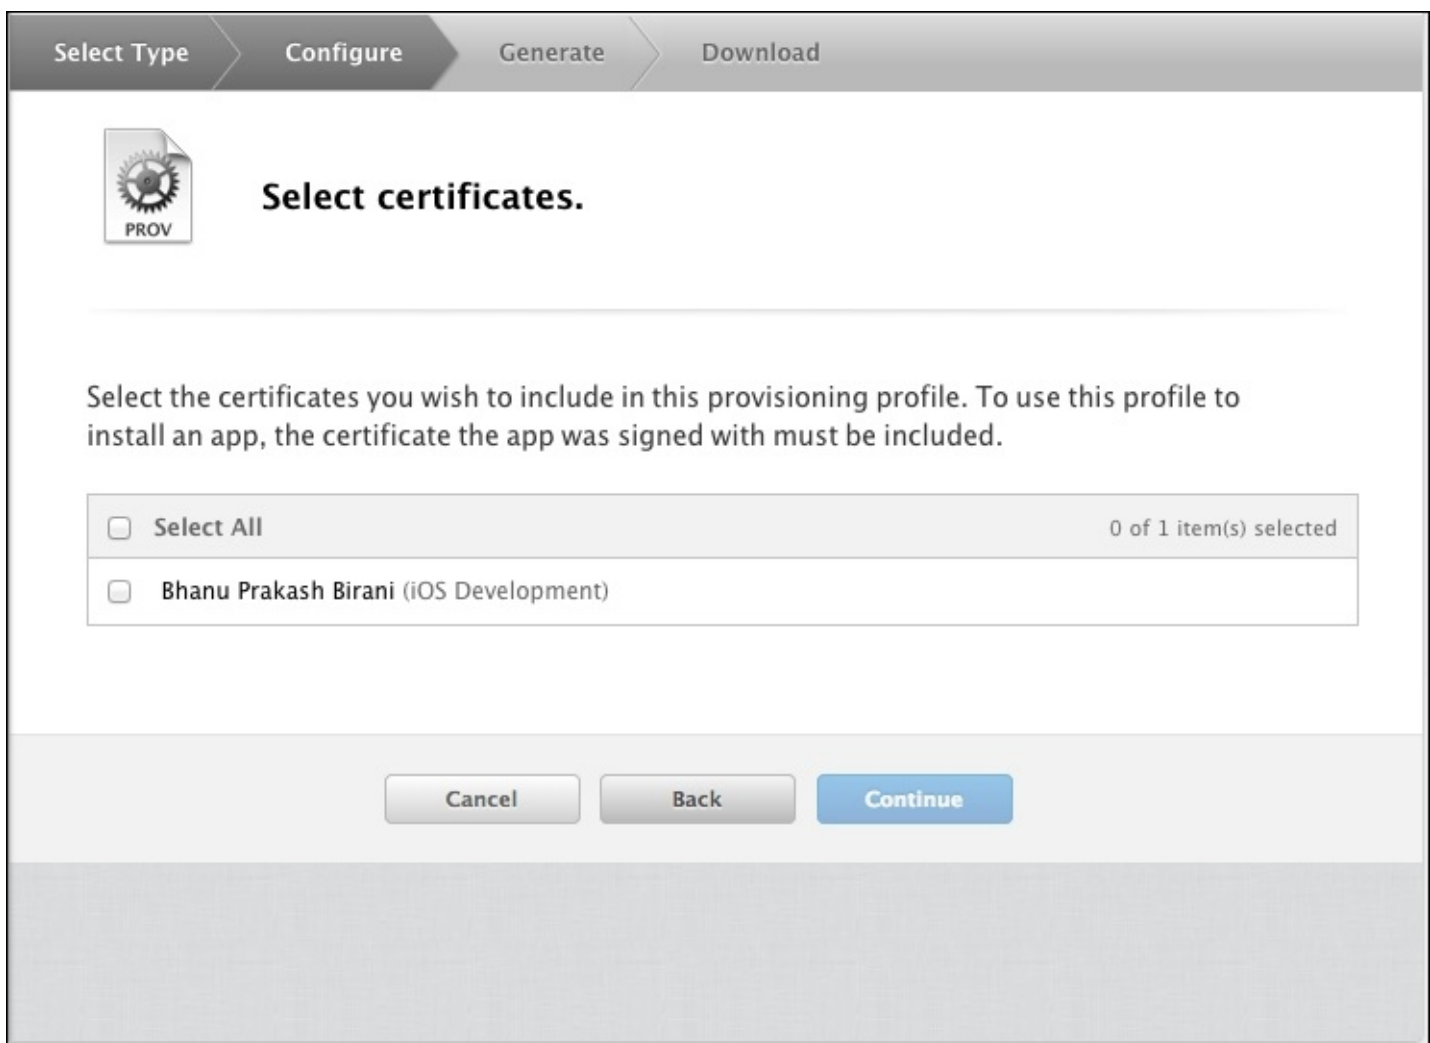 Select Type
Configure
Generate
Download
PROV
Select certificates.
Select the certificates you wish to include in this provisioning profile. To use this profile to
install an app, the certificate the app was signed with must be included.
Select All
0 of 1 item(s) selected
Bhanu Prakash Birani (iOS Development)
Cancel
Back
Continue